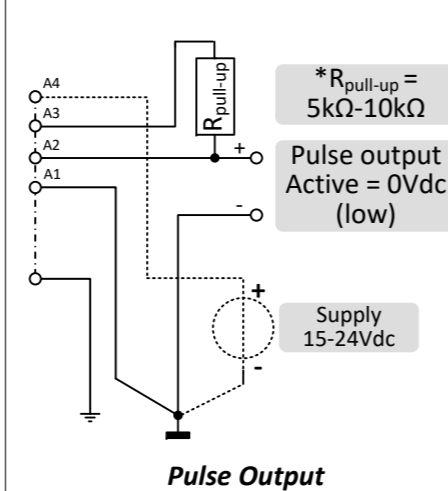 A4
A3
A2
A1
Rpull-up
+
-
*Rpull-up =
5kΩ-10kΩ
Pulse output
Active = 0Vdc
(low)
+
-
Supply
15-24Vdc
Pulse Output